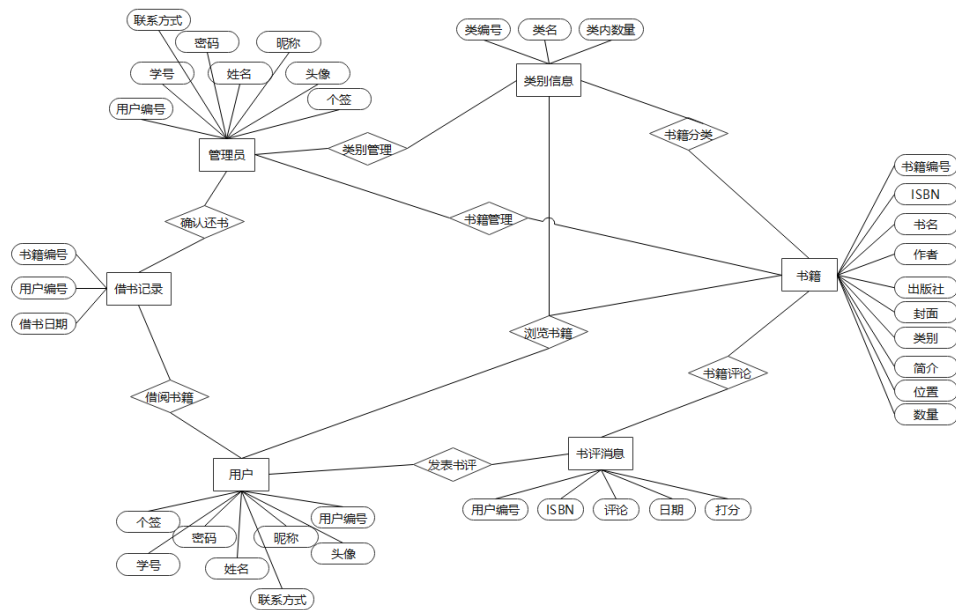 联系方式
密码
昵称
学号
姓名
头像
用户编号
个签
管理员
类编号
类名
类内数量
类别信息
类别管理
书籍分类
确认还书
书籍管理
书籍编号
ISBN
书名
作者
出版社
封面
类别
简介
位置
数量
书籍
书籍编号
用户编号
借书日期
借书记录
浏览书籍
书籍评论
借阅书籍
用户
发表书评
书评消息
用户编号
ISBN
评论
日期
打分
个签
密码
昵称
用户编号
学号
姓名
头像
联系方式